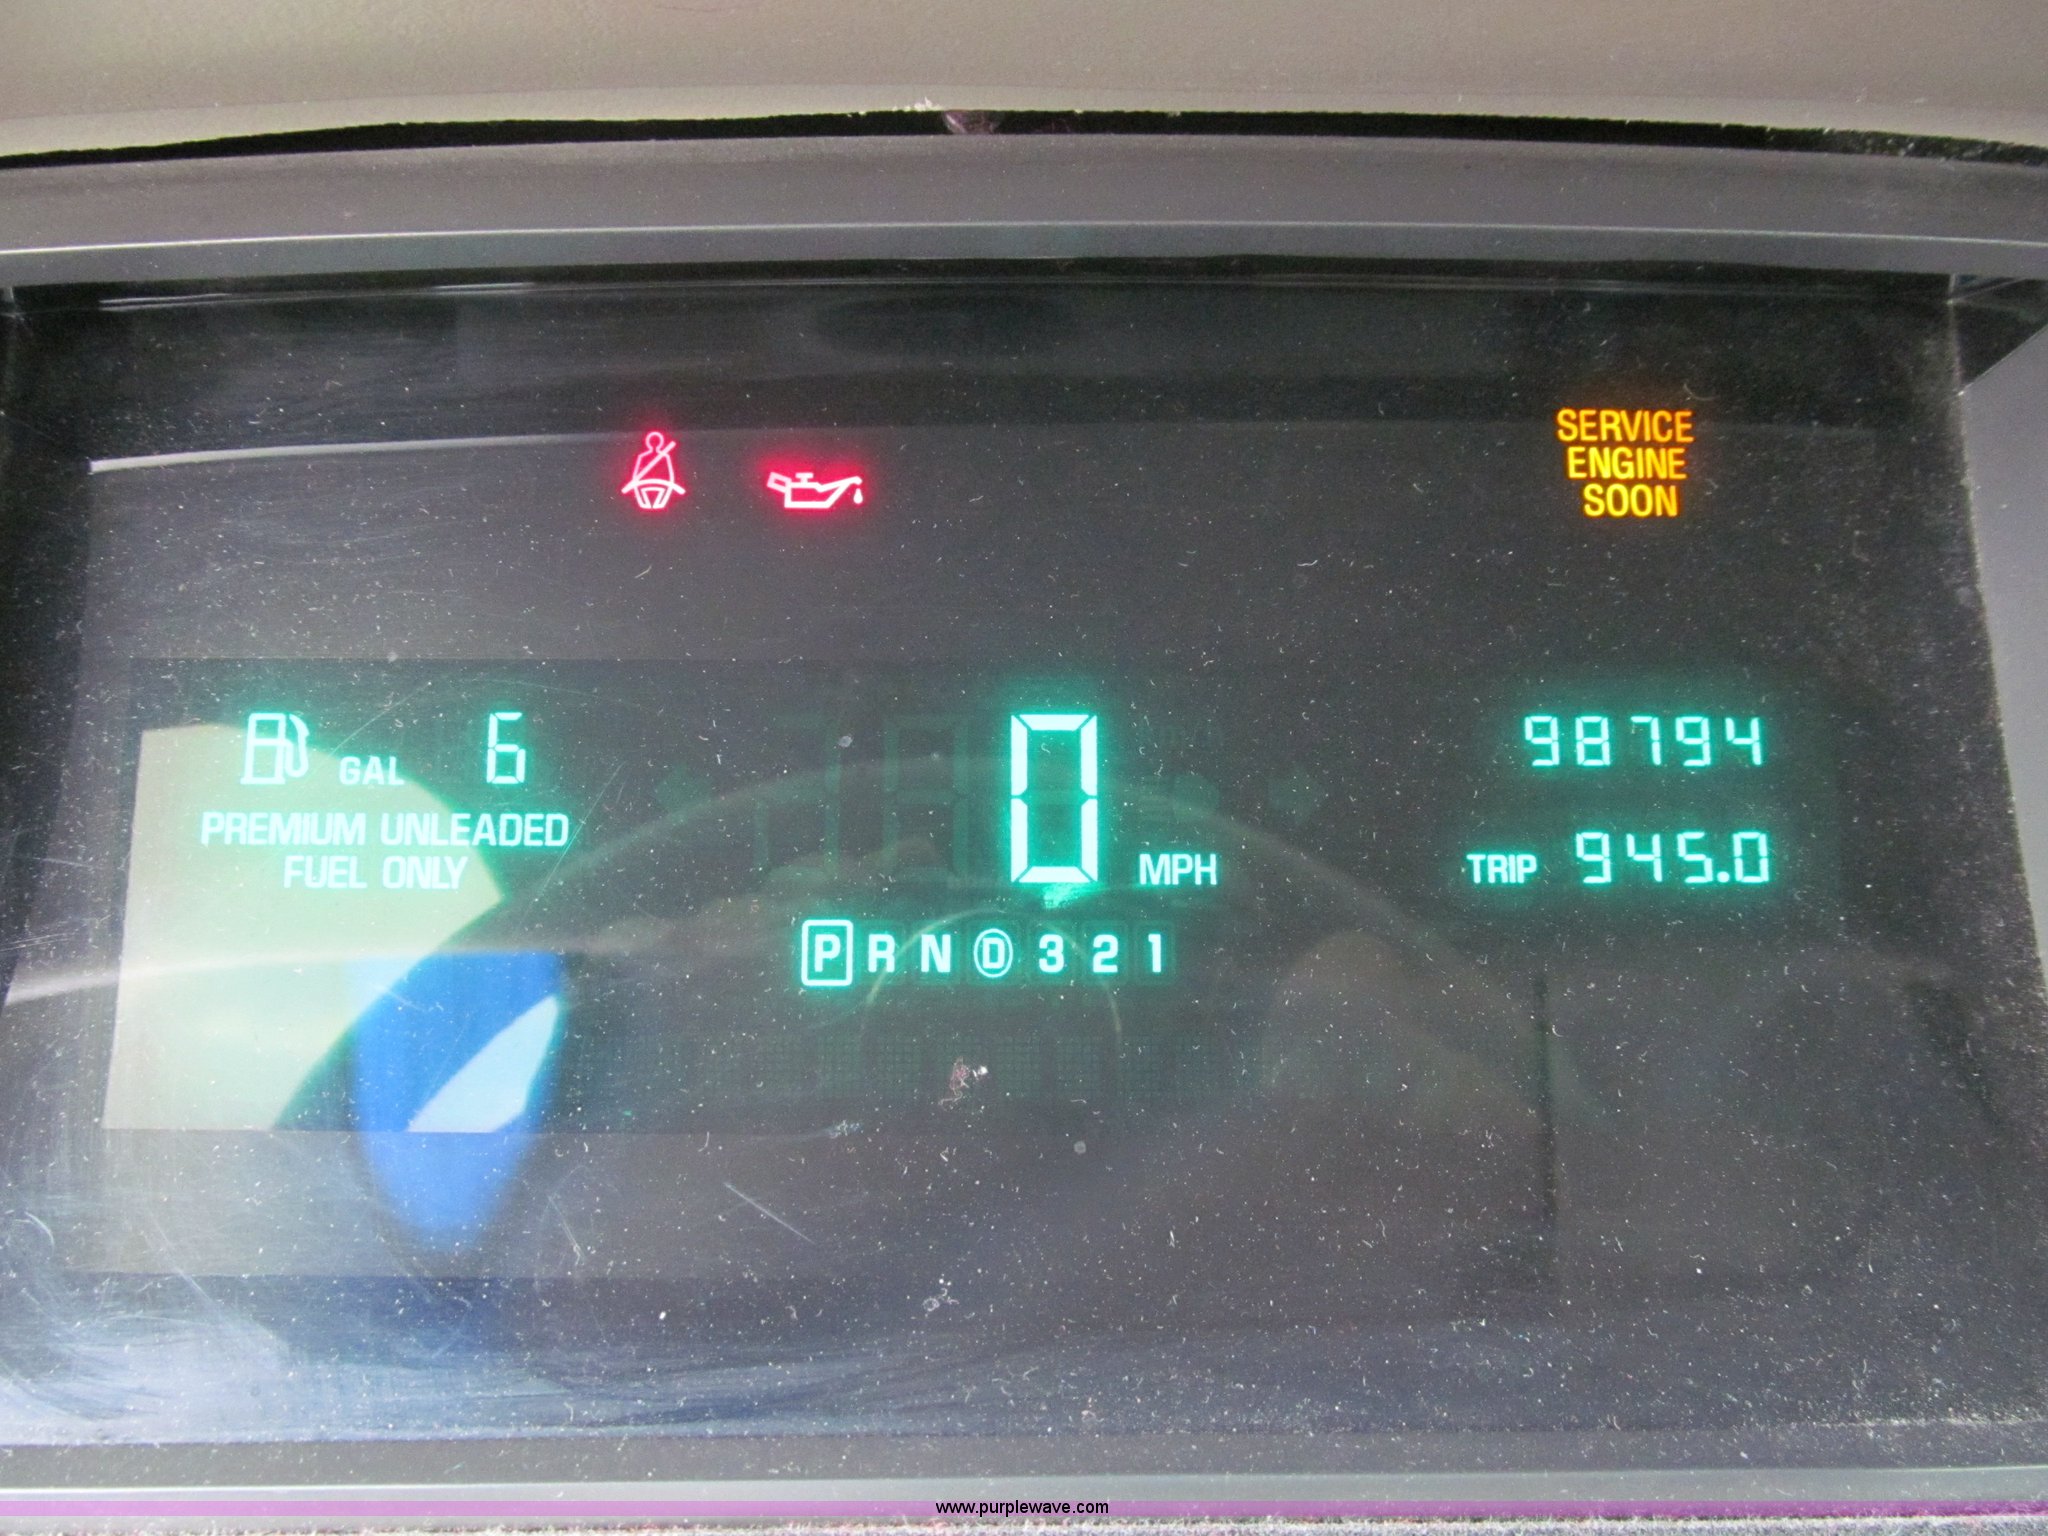 SERVICE
ENGINE
SOON
GAL 6
PREMIUM UNLEADED
FUEL ONLY
0 MPH
98794
TRIP 945.0
P R N D 3 2 1
www.purplewave.com